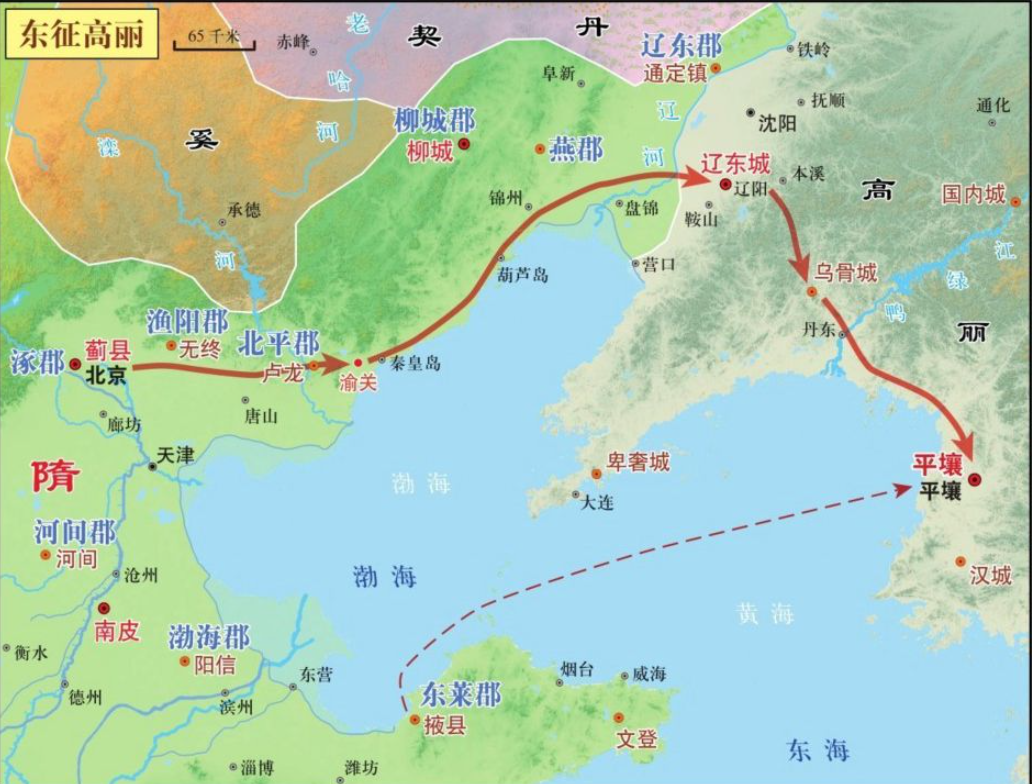 东征高丽
65 千米
赤峰
老
哈
河
契
丹
辽东郡
通定镇
铁岭
阜新
抚顺
沈阳
通化
柳城郡
柳城
燕郡
辽
河
滦
河
奚
辽东城
辽阳
本溪
高
丽
国内城
锦州
盘锦
鞍山
承德
营口
葫芦岛
乌骨城
鸭
绿
江
丹东
渔阳郡
无终
北平郡
卢龙
涿郡
蓟县
北京
渝关
秦皇岛
廊坊
唐山
天津
隋
渤 海
卑奢城
大连
平壤
平壤
河间郡
河间
沧州
渤 海
汉城
南皮
黄 海
渤海郡
阳信
衡水
德州
滨州
东营
东莱郡
掖县
烟台
威海
文登
东 海
淄博
潍坊